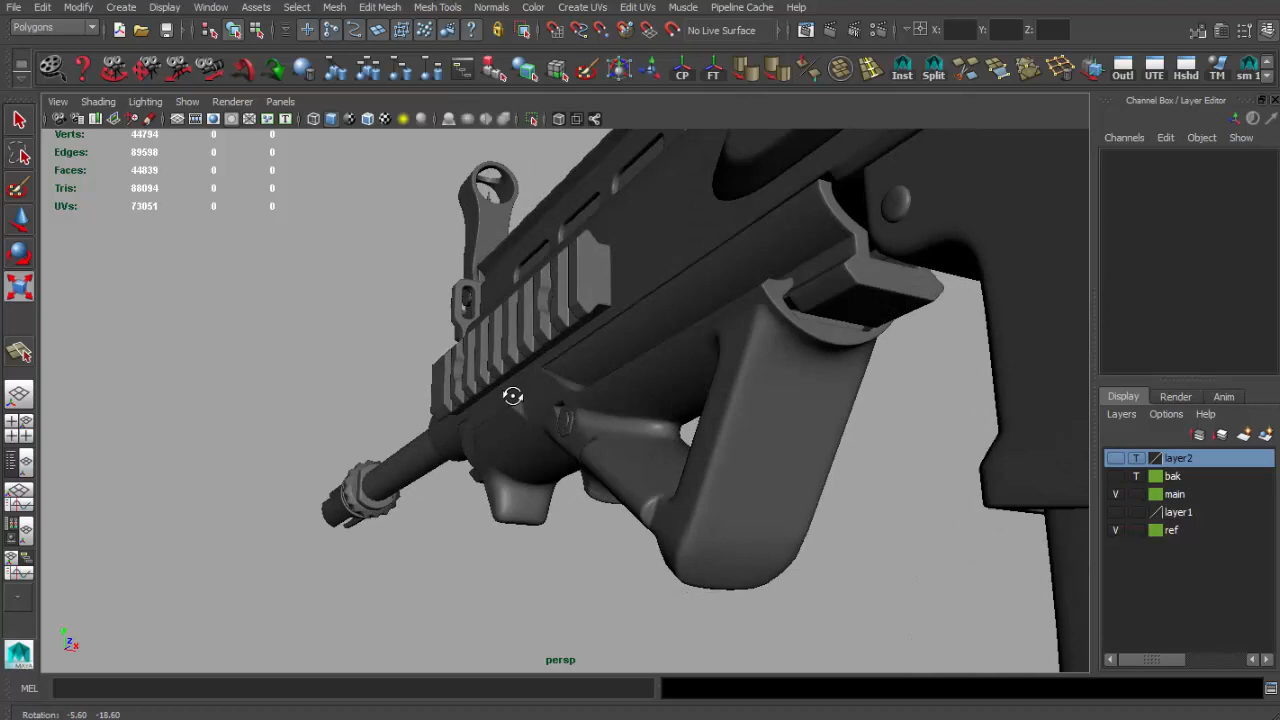 File Edit Modify Create Display Window Assets Select Mesh Edit Mesh Mesh Tools Normals Color Create UVs Edit UVs Muscle Pipeline Cache Help
Polygons No Live Surface X: Y: Z:
CP FT Inst Split Outl UTE Hshd TM sm 1
View Shading Lighting Show Renderer Panels
Channel Box / Layer Editor
Channels Edit Object Show
Verts: 44794 0 0
Edges: 89598 0 0
Faces: 44839 0 0
Tris: 88094 0 0
UVs: 73051 0 0
Display Render Anim
Layers Options Help
T layer2
T bak
V main
layer1
V ref
y
z x
persp
MAYA
MEL
Rotation: -5.60 -18.60